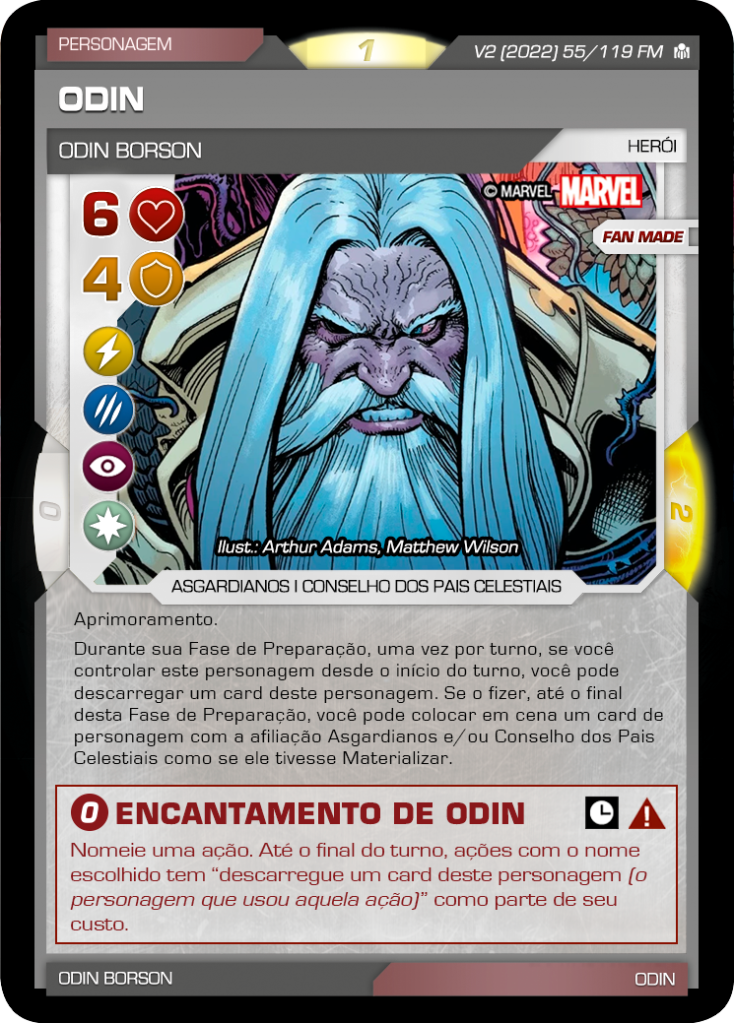 PERSONAGEM
1
V2 (2022) 55/119 FM
ODIN
ODIN BORSON
HERÓI
© MARVEL MARVEL
6
FAN MADE
4
0
2
Ilust.: Arthur Adams, Matthew Wilson
ASGARDIANOS | CONSELHO DOS PAIS CELESTIAIS
Aprimoramento.
Durante sua Fase de Preparação, uma vez por turno, se você
controlar este personagem desde o início do turno, você pode
descarregar um card deste personagem. Se o fizer, até o final
desta Fase de Preparação, você pode colocar em cena um card de
personagem com a afiliação Asgardianos e/ou Conselho dos Pais
Celestiais como se ele tivesse Materializar.
0 ENCANTAMENTO DE ODIN
Nomeie uma ação. Até o final do turno, ações com o nome
escolhido tem “descarregue um card deste personagem (o
personagem que usou aquela ação)” como parte de seu
custo.
ODIN BORSON
ODIN